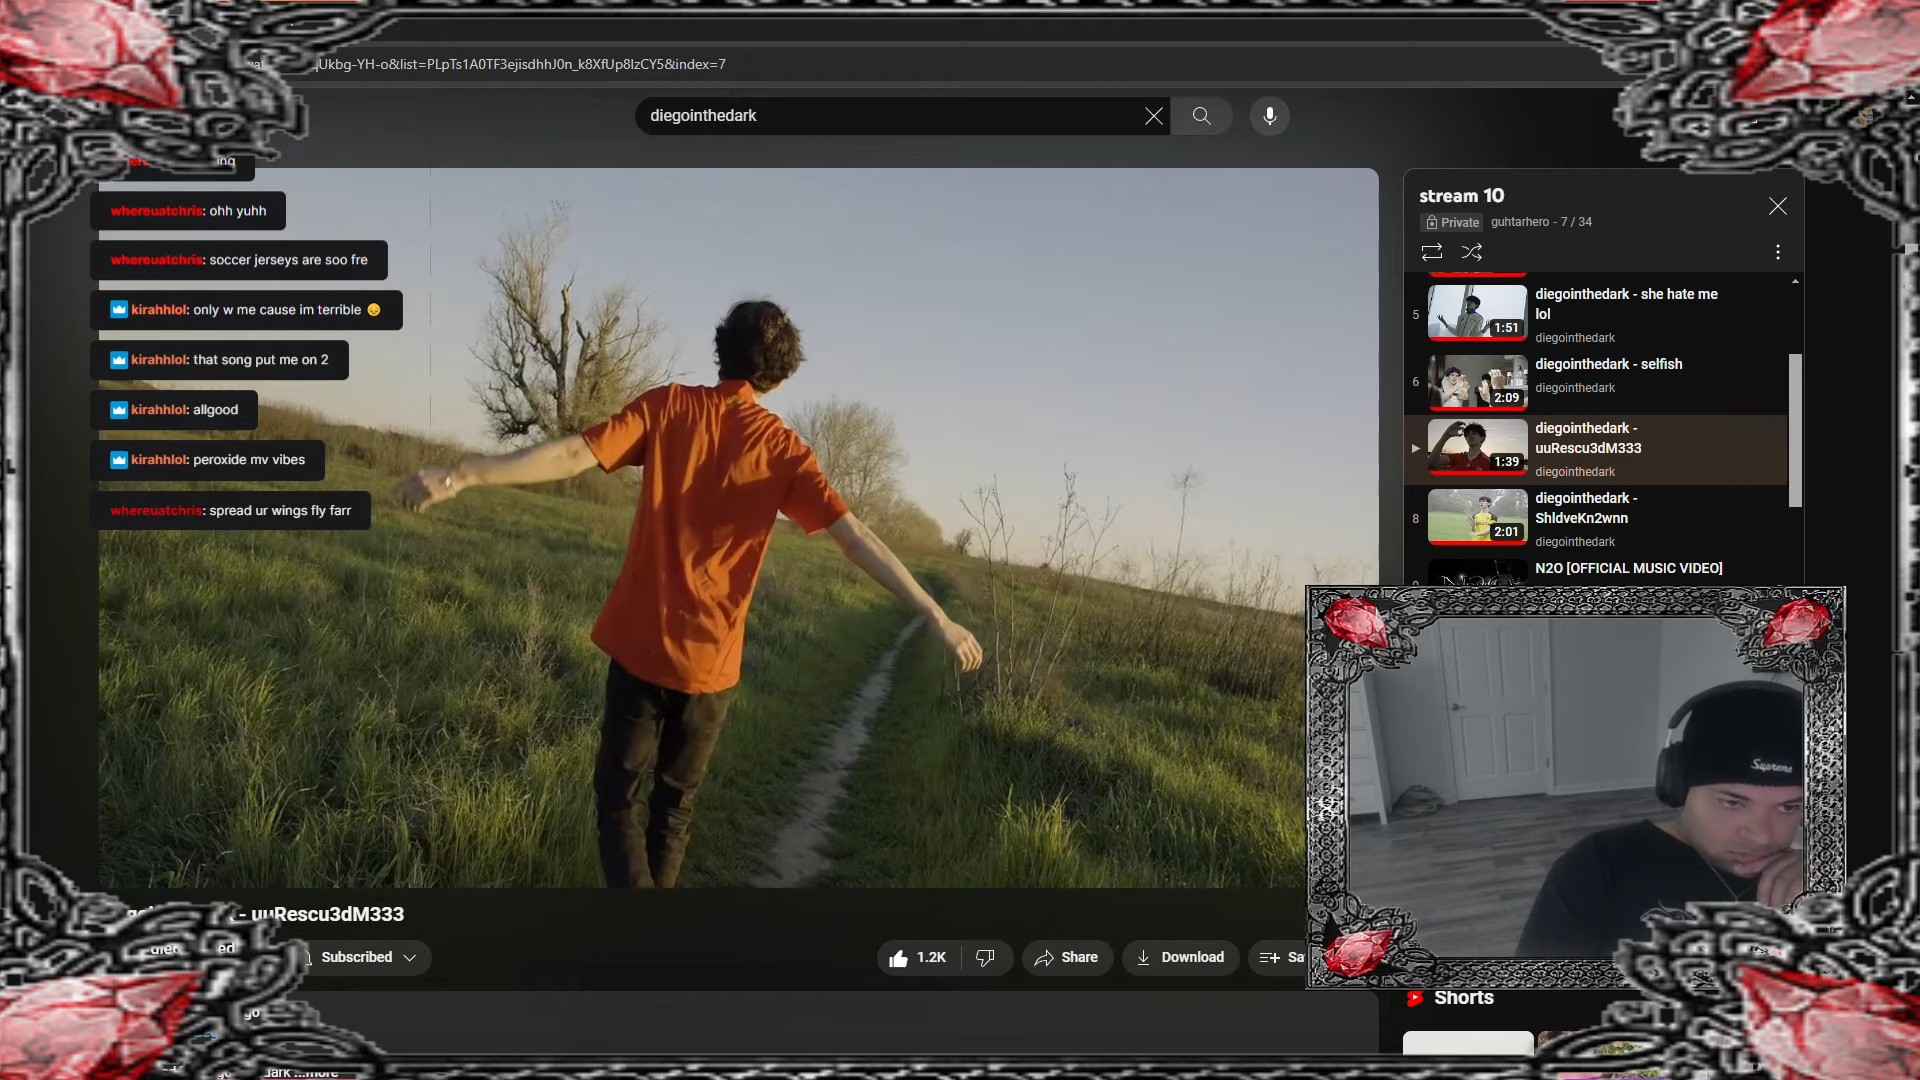 qUkbg-YH-o&list=PLpTs1A0TF3ejisdhhJ0n_k8XfUp8lzCY5&index=7
diegointhedark
whereuatchris: ohh yuhh
whereuatchris: soccer jerseys are soo fre
kirahhlol: only w me cause im terrible 😞
kirahhlol: that song put me on 2
kirahhlol: allgood
kirahhlol: peroxide mv vibes
whereuatchris: spread ur wings fly farr
stream 10
Private guhtarhero - 7 / 34
5
diegointhedark - she hate me
lol
diegointhedark
1:51
6
diegointhedark - selfish
diegointhedark
2:09
diegointhedark -
uuRescu3dM333
diegointhedark
1:39
8
diegointhedark -
ShldveKn2wnn
diegointhedark
2:01
N2O [OFFICIAL MUSIC VIDEO]
Supreme
- uuRescu3dM333
Subscribed
1.2K
Share
Download
Sa
Shorts
...more